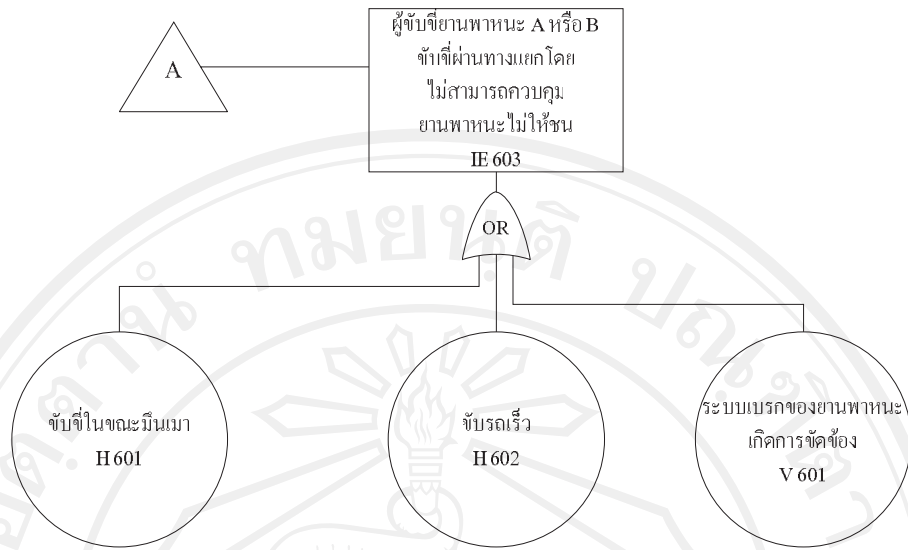 A
ผู้ขับขี่ยานพาหนะ A หรือ B
ขับขี่ผ่านทางแยกโดย
ไม่สามารถควบคุม
ยานพาหนะไม่ให้ชน
IE 603
OR
ขับขี่ในขณะมึนเมา
H 601
ขับรถเร็ว
H 602
ระบบเบรกของยานพาหนะ
เกิดการขัดข้อง
V 601